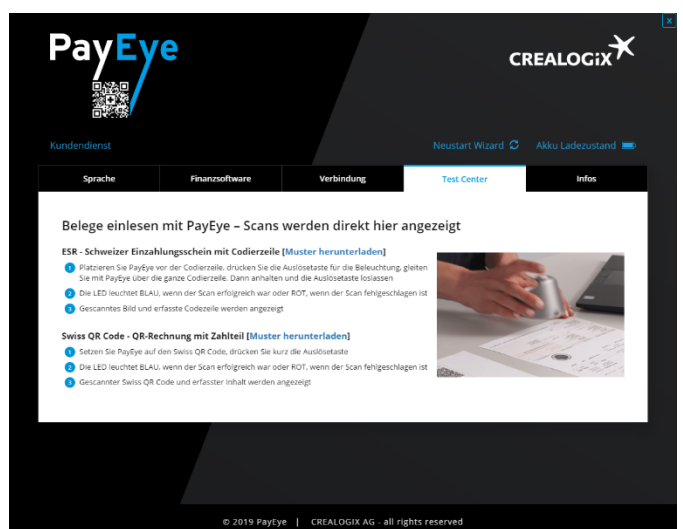 PayEye
CREALOGiX
x
Kundendienst
Neustart Wizard
Akku Ladezustand
Sprache
Finanzsoftware
Verbindung
Test Center
Infos
Belege einlesen mit PayEye – Scans werden direkt hier angezeigt
ESR - Schweizer Einzahlungsschein mit Codierzeile [Muster herunterladen]
1 Platzieren Sie PayEye vor der Codierzeile, drücken Sie die Auslösetaste für die Beleuchtung, gleiten
Sie mit PayEye über die ganze Codierzeile. Dann anhalten und die Auslösetaste loslassen
2 Die LED leuchtet BLAU, wenn der Scan erfolgreich war oder ROT, wenn der Scan fehlgeschlagen ist
3 Gescanntes Bild und erfasste Codezeile werden angezeigt
Swiss QR Code - QR-Rechnung mit Zahlteil [Muster herunterladen]
1 Setzen Sie PayEye auf den Swiss QR Code, drücken Sie kurz die Auslösetaste
2 Die LED leuchtet BLAU, wenn der Scan erfolgreich war oder ROT, wenn der Scan fehlgeschlagen ist
3 Gescannter Swiss QR Code und erfasster Inhalt werden angezeigt
© 2019 PayEye | CREALOGIX AG - all rights reserved